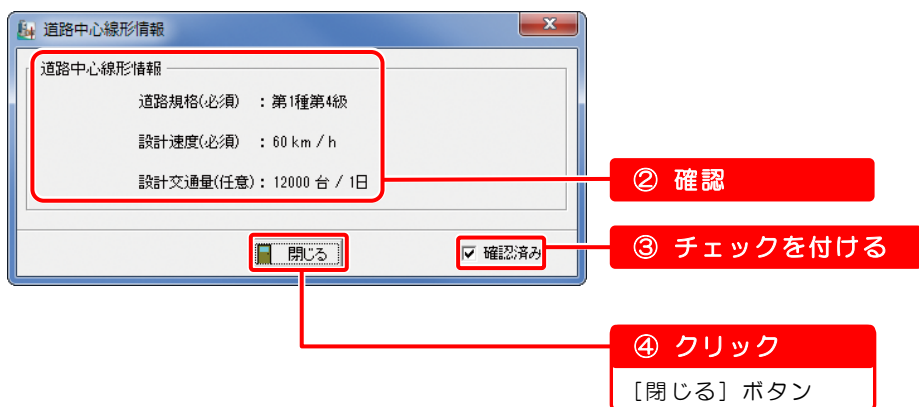 道路中心線形情報
道路中心線形情報
道路規格(必須) : 第1種第4級
設計速度(必須) : 60 km / h
設計交通量(任意) : 12000 台 / 1日
② 確認
閉じる
確認済み
③ チェックを付ける
④ クリック
[閉じる] ボタン